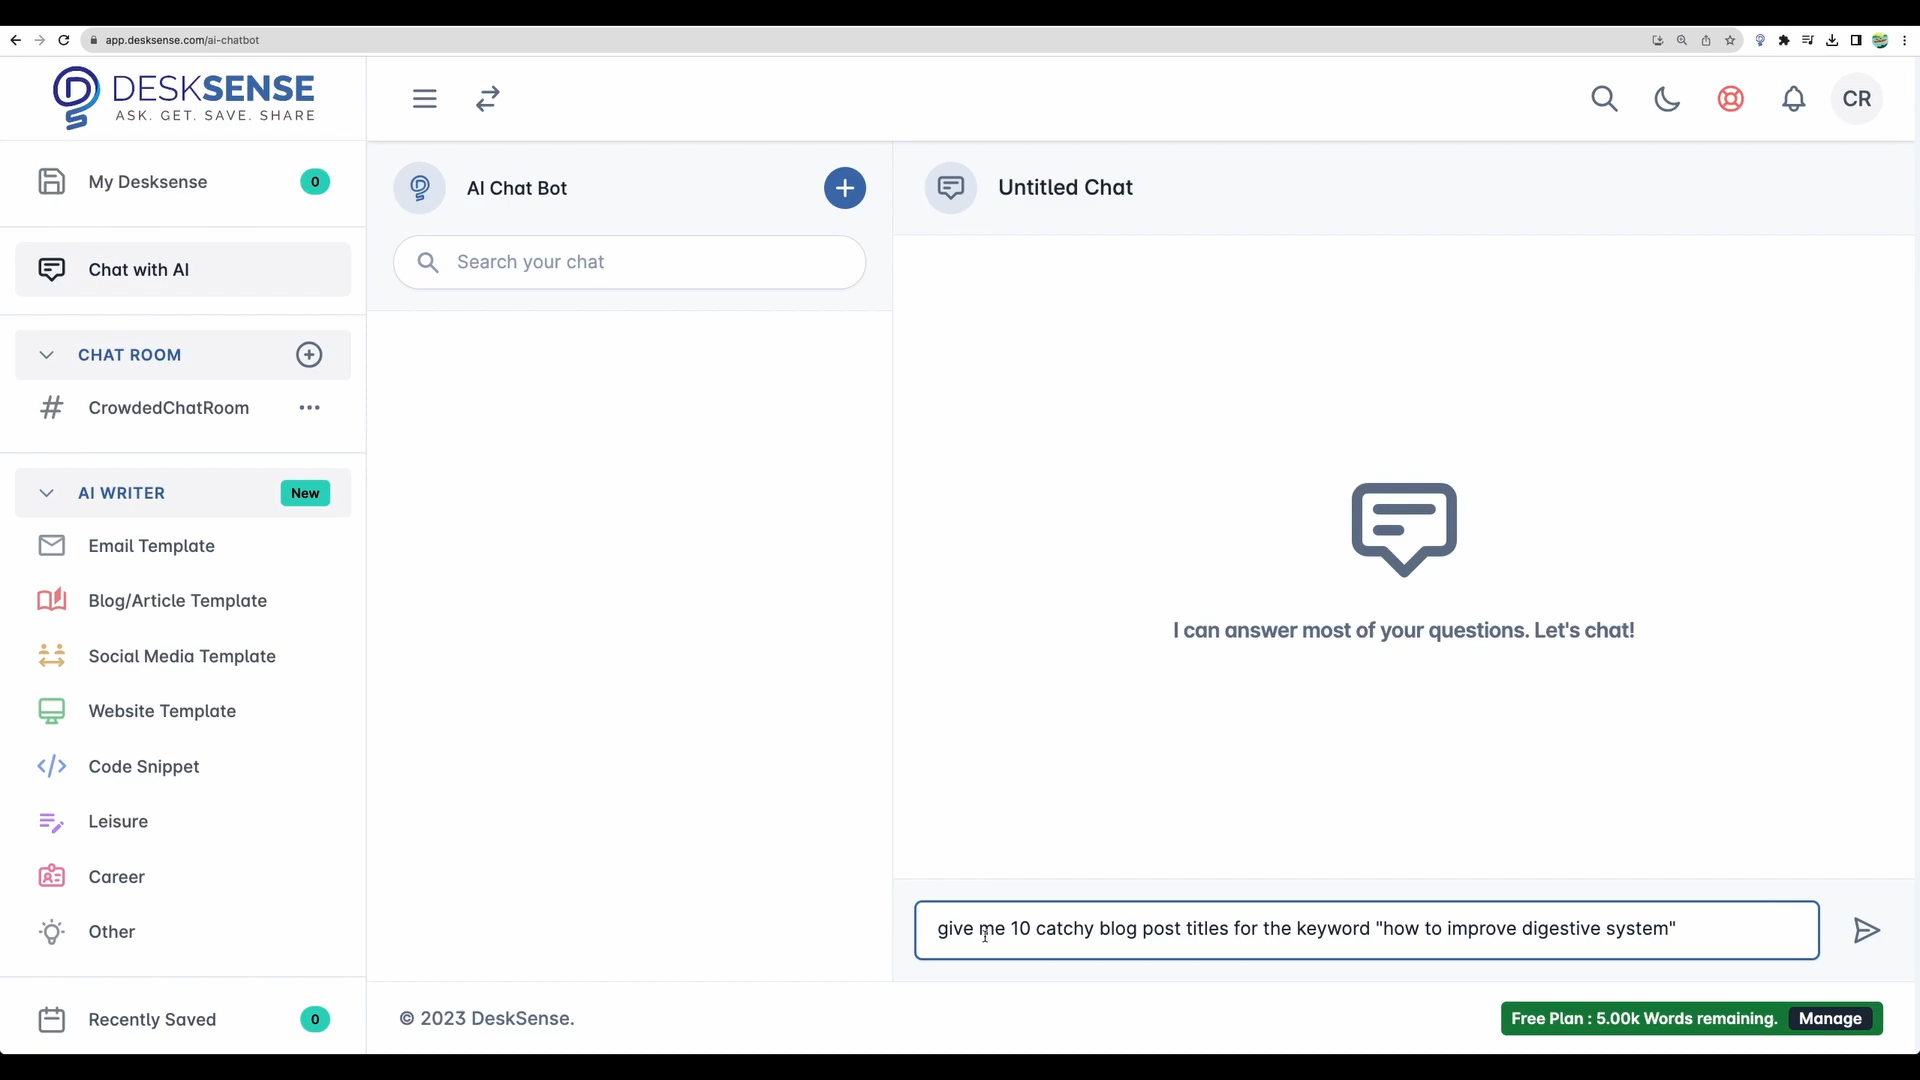 app.desksense.com/ai-chatbot
DESKSENSE
ASK. GET. SAVE. SHARE
CR
My Desksense
0
Chat with AI
CHAT ROOM
# CrowdedChatRoom
AI WRITER
New
Email Template
Blog/Article Template
Social Media Template
Website Template
Code Snippet
Leisure
Career
Other
Recently Saved
0
AI Chat Bot
Search your chat
Untitled Chat
I can answer most of your questions. Let's chat!
give me 10 catchy blog post titles for the keyword "how to improve digestive system"
© 2023 DeskSense.
Free Plan : 5.00k Words remaining. Manage